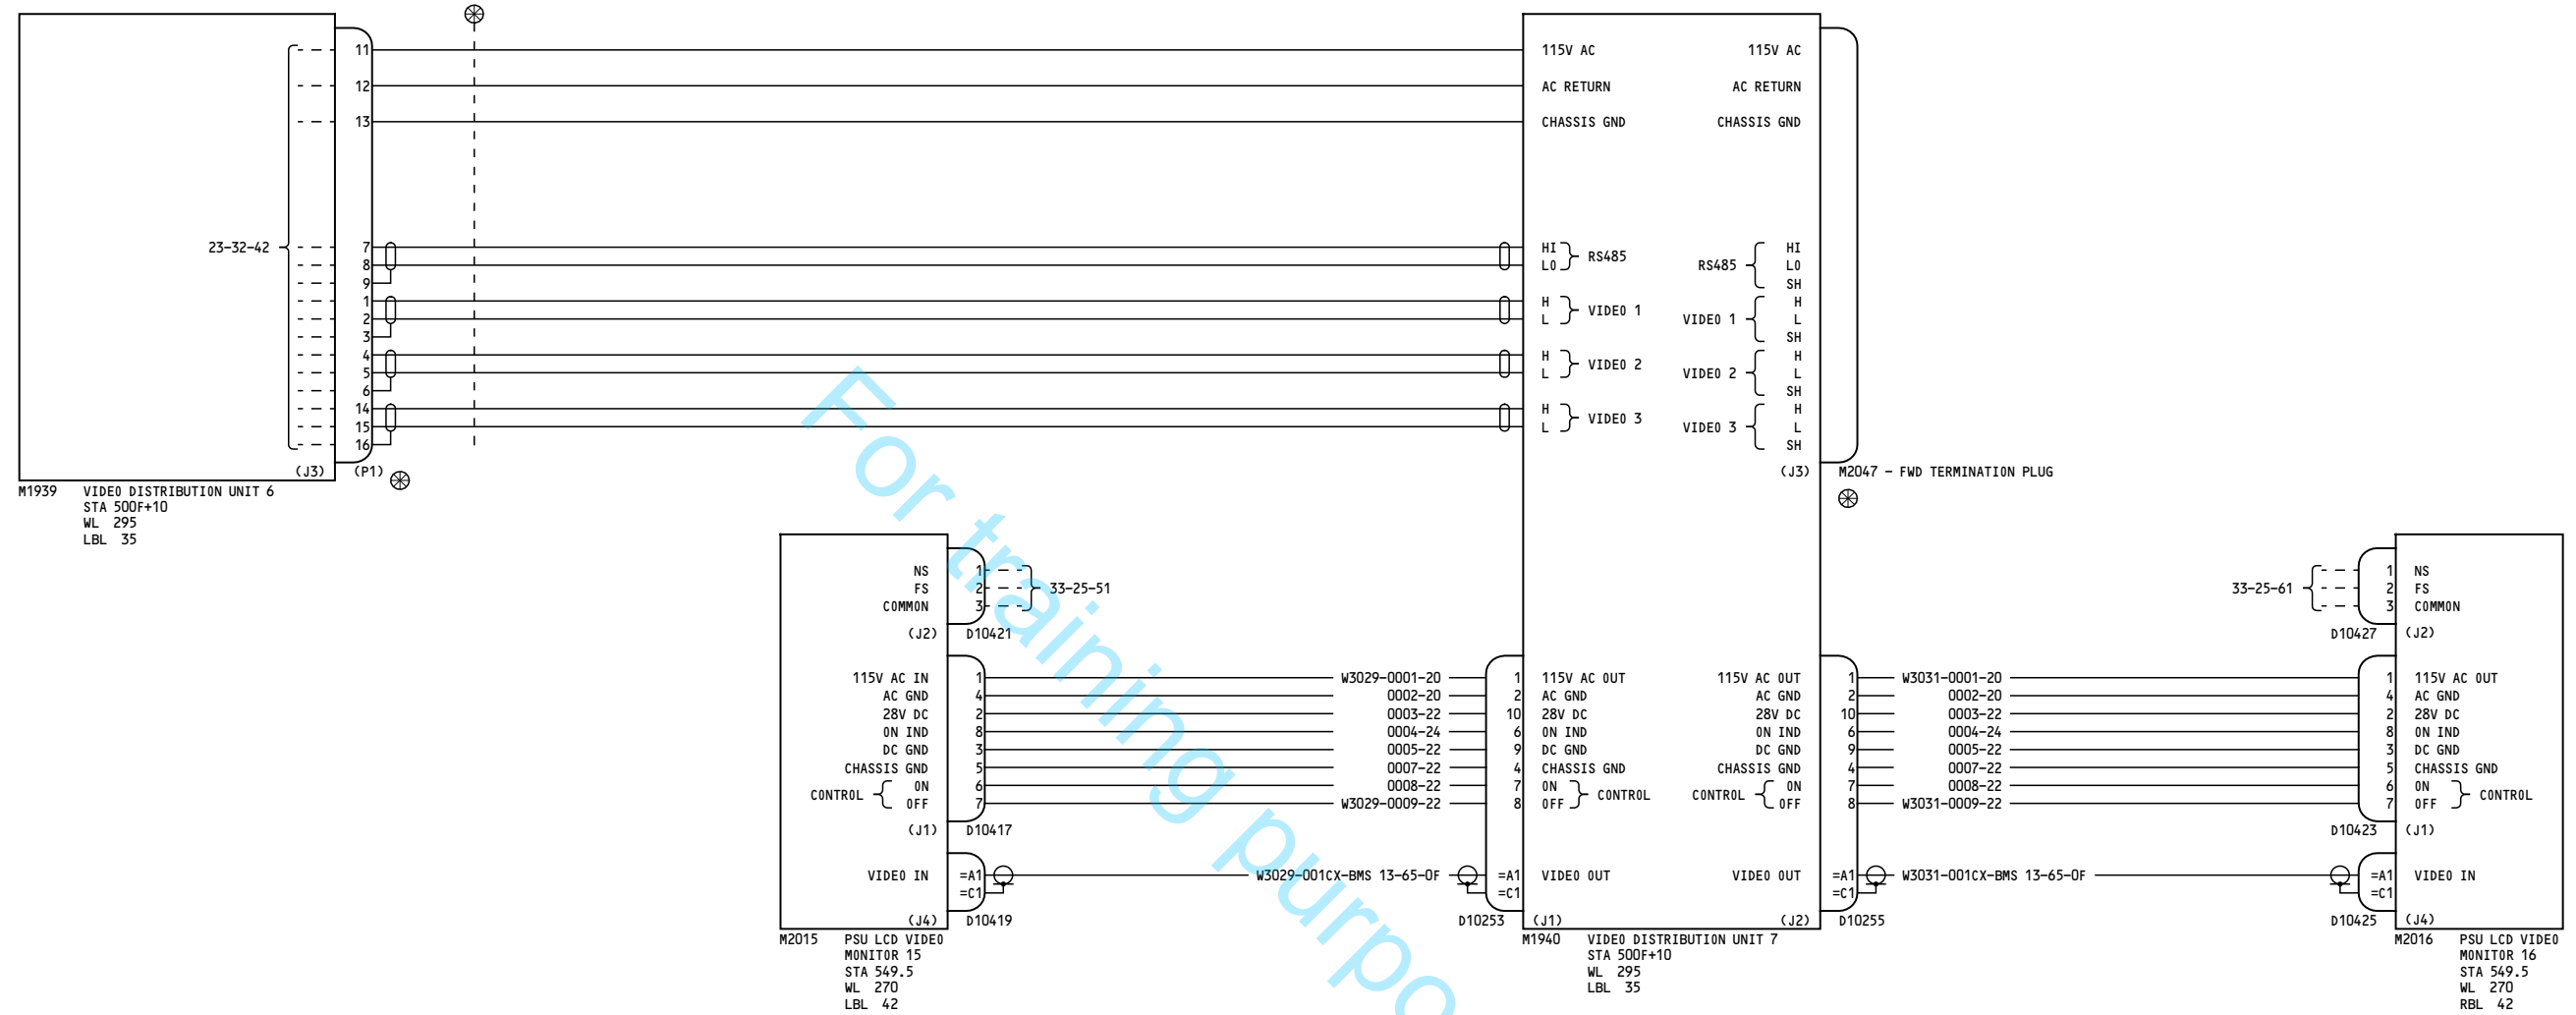 11 115V AC 115V AC
12 AC RETURN AC RETURN
13 CHASSIS GND CHASSIS GND
23-32-42
7 HI HI
8 LO RS485 RS485 LO
9 SH
1 H H
2 L VIDEO 1 VIDEO 1 L
3 SH
4 H H
5 L VIDEO 2 VIDEO 2 L
6 SH
14 H H
15 L VIDEO 3 VIDEO 3 L
16 SH
(J3) (P1) (J3) M2047 - FWD TERMINATION PLUG
M1939 VIDEO DISTRIBUTION UNIT 6
STA 500F+10
WL 295
LBL 35
NS 1 1 NS
FS 2 33-25-51 33-25-61 2 FS
COMMON 3 3 COMMON
(J2) D10421 D10427 (J2)
115V AC IN 1 W3029-0001-20 1 115V AC OUT 115V AC OUT 1 W3031-0001-20 1 115V AC OUT
AC GND 4 0002-20 2 AC GND AC GND 2 0002-20 4 AC GND
28V DC 2 0003-22 10 28V DC 28V DC 10 0003-22 2 28V DC
ON IND 8 0004-24 6 ON IND ON IND 6 0004-24 8 ON IND
DC GND 3 0005-22 9 DC GND DC GND 9 0005-22 3 DC GND
CHASSIS GND 5 0007-22 4 CHASSIS GND CHASSIS GND 4 0007-22 5 CHASSIS GND
ON 6 0008-22 7 ON ON 7 0008-22 6 ON
CONTROL CONTROL CONTROL CONTROL
OFF 7 W3029-0009-22 8 OFF OFF 8 W3031-0009-22 7 OFF
(J1) D10417 D10423 (J1)
VIDEO IN =A1 W3029-001CX-BMS 13-65-0F =A1 VIDEO OUT VIDEO OUT =A1 W3031-001CX-BMS 13-65-0F =A1 VIDEO IN
=C1 =C1 =C1 =C1
(J4) D10419 D10253 (J1) (J2) D10255 D10425 (J4)
M2015 PSU LCD VIDEO
MONITOR 15
STA 549.5
WL 270
LBL 42
M1940 VIDEO DISTRIBUTION UNIT 7
STA 500F+10
WL 295
LBL 35
M2016 PSU LCD VIDEO
MONITOR 16
STA 549.5
WL 270
RBL 42
For training purpo